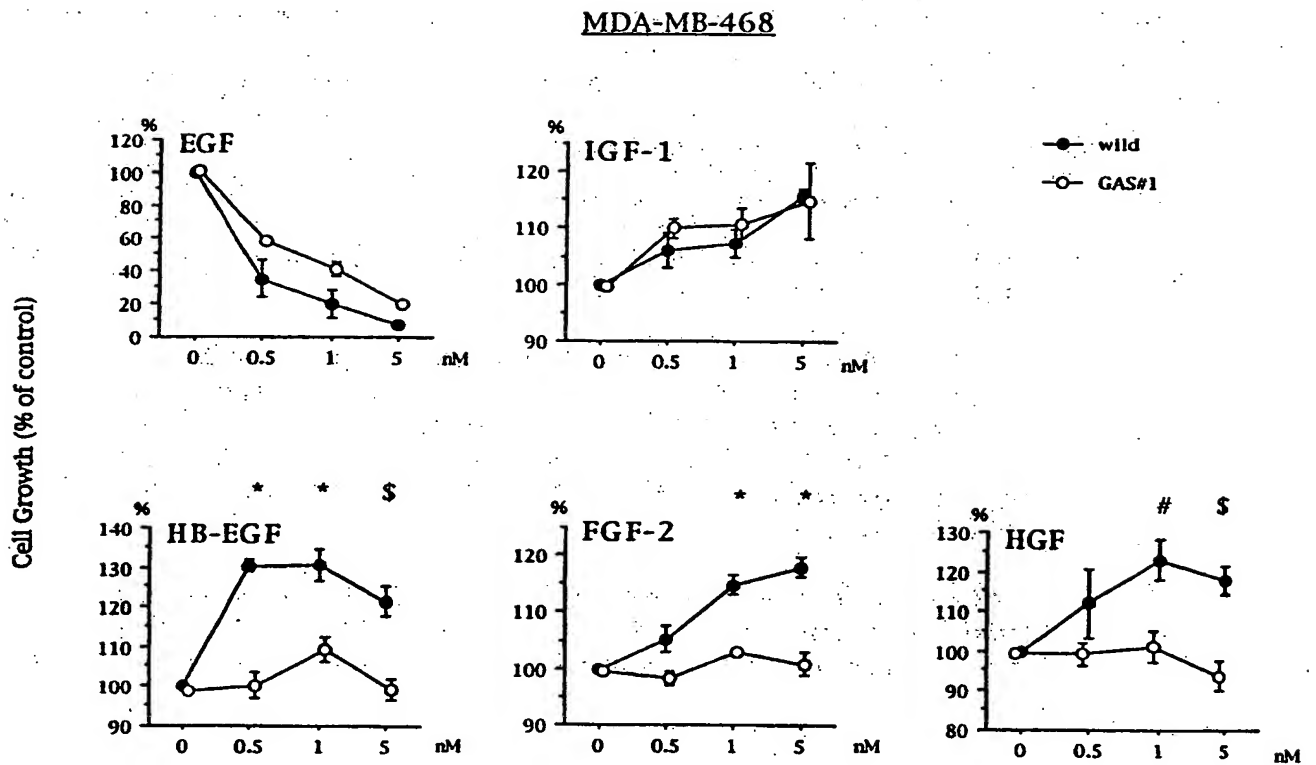 MDA-MB-468
%
EGF
120
100
80
60
40
20
0
0 0.5 1 5 nM
%
IGF-1
120
110
100
90
0 0.5 1 5 nM
wild
GAS#1
Cell Growth (% of control)
* * $
%
HB-EGF
140
130
120
110
100
90
0 0.5 1 5 nM
* *
%
FGF-2
120
110
100
90
0 0.5 1 5 nM
# $
%
HGF
130
120
110
100
90
80
0 0.5 1 5 nM